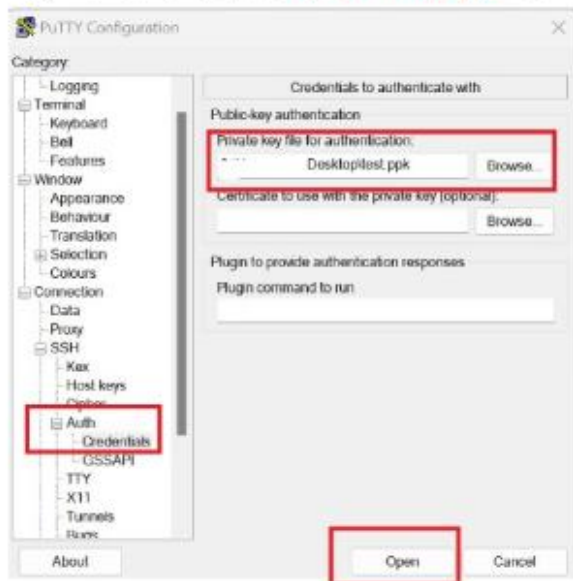 PuTTY Configuration
Category:
Logging
Terminal
Keyboard
Bell
Features
Window
Appearance
Behaviour
Translation
Selection
Colours
Connection
Data
Proxy
SSH
Kex
Host keys
Cipher
Auth
Credentials
GSSAPI
TTY
X11
Tunnels
Bugs
Credentials to authenticate with
Public-key authentication
Private key file for authentication:
Desktop\test.ppk
Browse...
Certificate to use with the private key (optional):
Browse...
Plugin to provide authentication responses
Plugin command to run
About
Open
Cancel